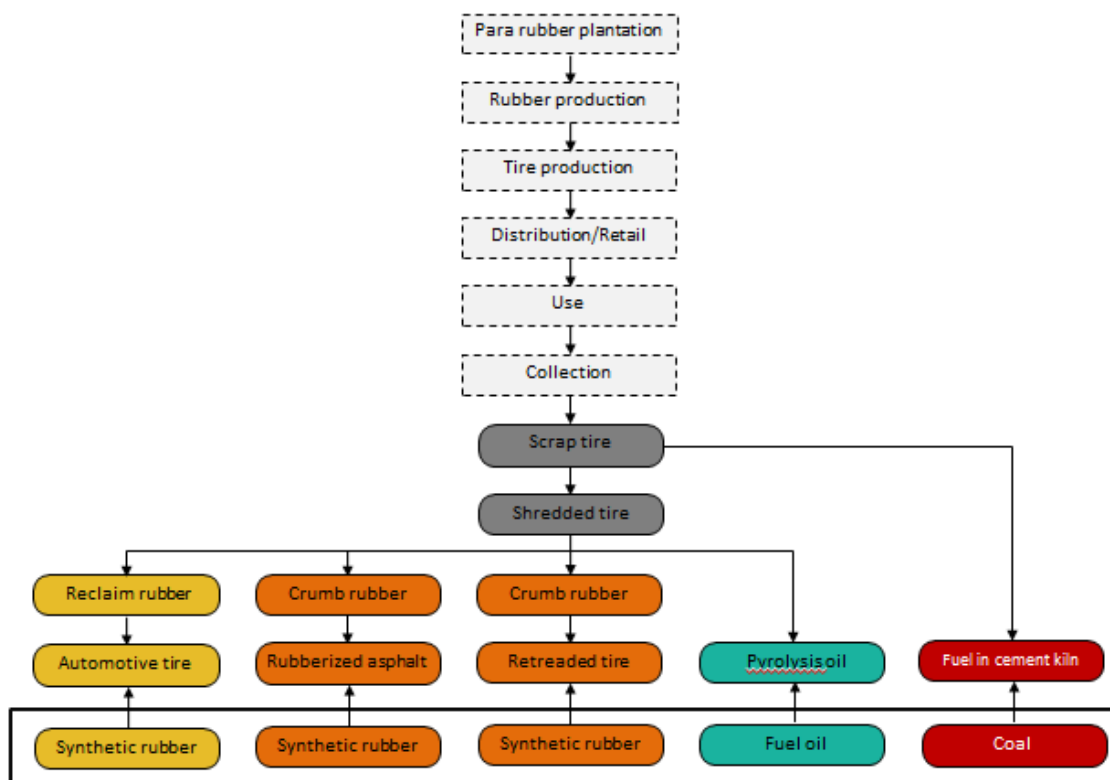 Para rubber plantation
Rubber production
Tire production
Distribution/Retail
Use
Collection
Scrap tire
Shredded tire
Reclaim rubber
Crumb rubber
Crumb rubber
Automotive tire
Rubberized asphalt
Retreaded tire
Pyrolysis oil
Fuel in cement kiln
Synthetic rubber
Synthetic rubber
Synthetic rubber
Fuel oil
Coal